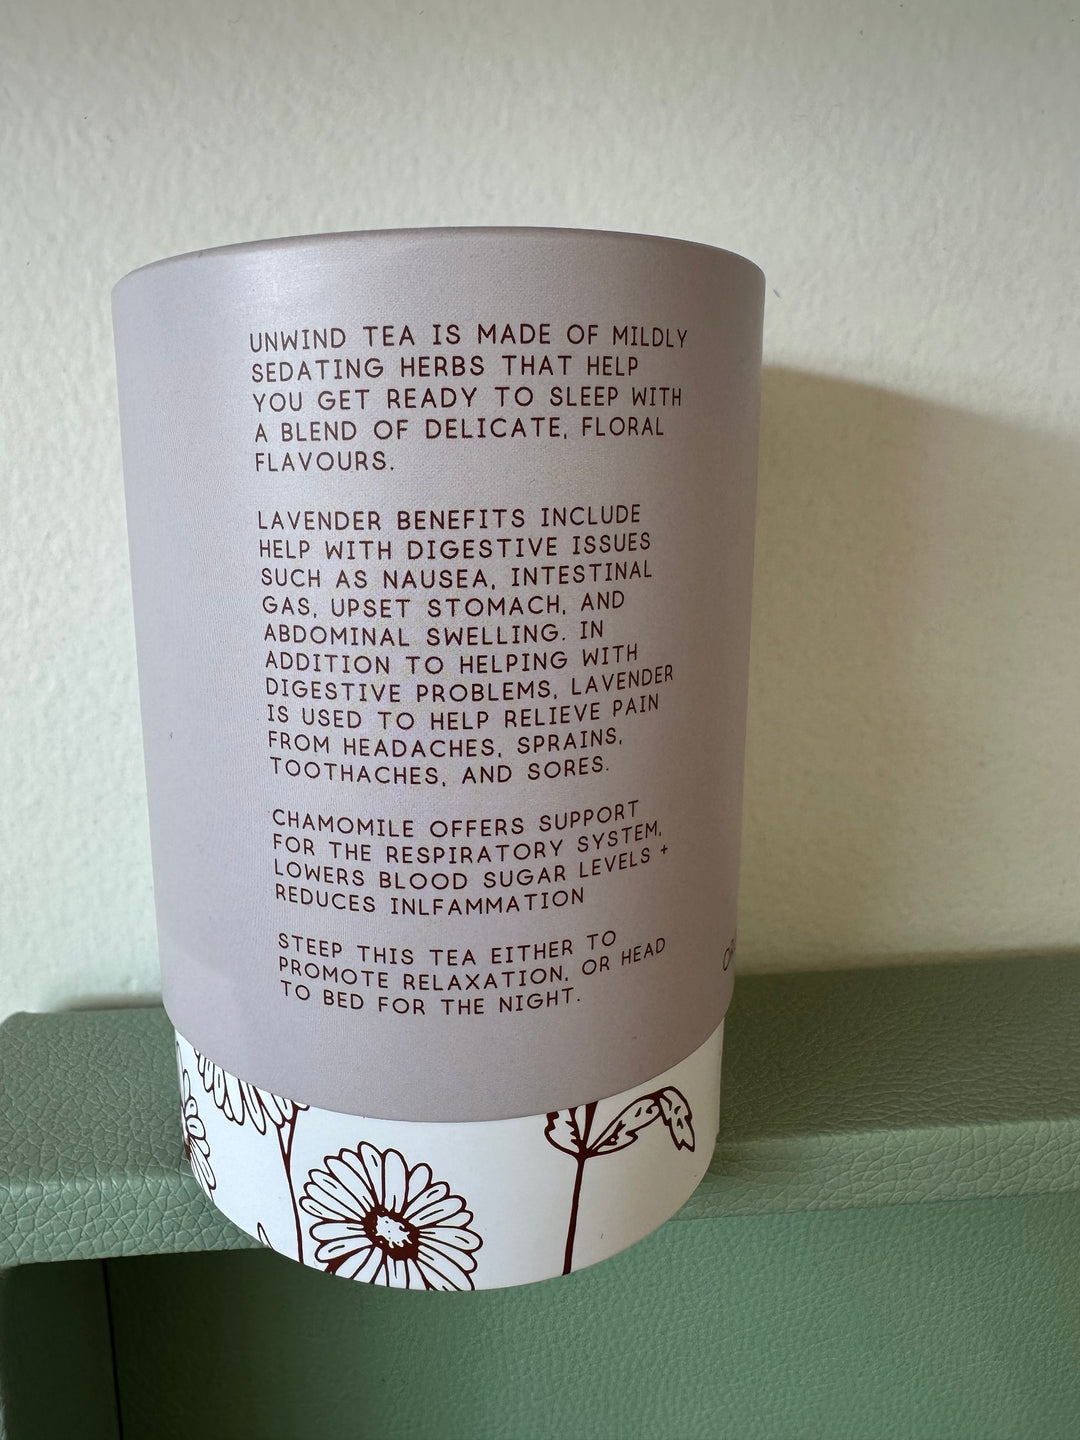 UNWIND TEA IS MADE OF MILDLY
SEDATING HERBS THAT HELP
YOU GET READY TO SLEEP WITH
A BLEND OF DELICATE, FLORAL
FLAVOURS.
LAVENDER BENEFITS INCLUDE
HELP WITH DIGESTIVE ISSUES
SUCH AS NAUSEA, INTESTINAL
GAS, UPSET STOMACH, AND
ABDOMINAL SWELLING. IN
ADDITION TO HELPING WITH
DIGESTIVE PROBLEMS, LAVENDER
IS USED TO HELP RELIEVE PAIN
FROM HEADACHES, SPRAINS,
TOOTHACHES, AND SORES.
CHAMOMILE OFFERS SUPPORT
FOR THE RESPIRATORY SYSTEM,
LOWERS BLOOD SUGAR LEVELS +
REDUCES INLFAMMATION
STEEP THIS TEA EITHER TO
PROMOTE RELAXATION, OR HEAD
TO BED FOR THE NIGHT.